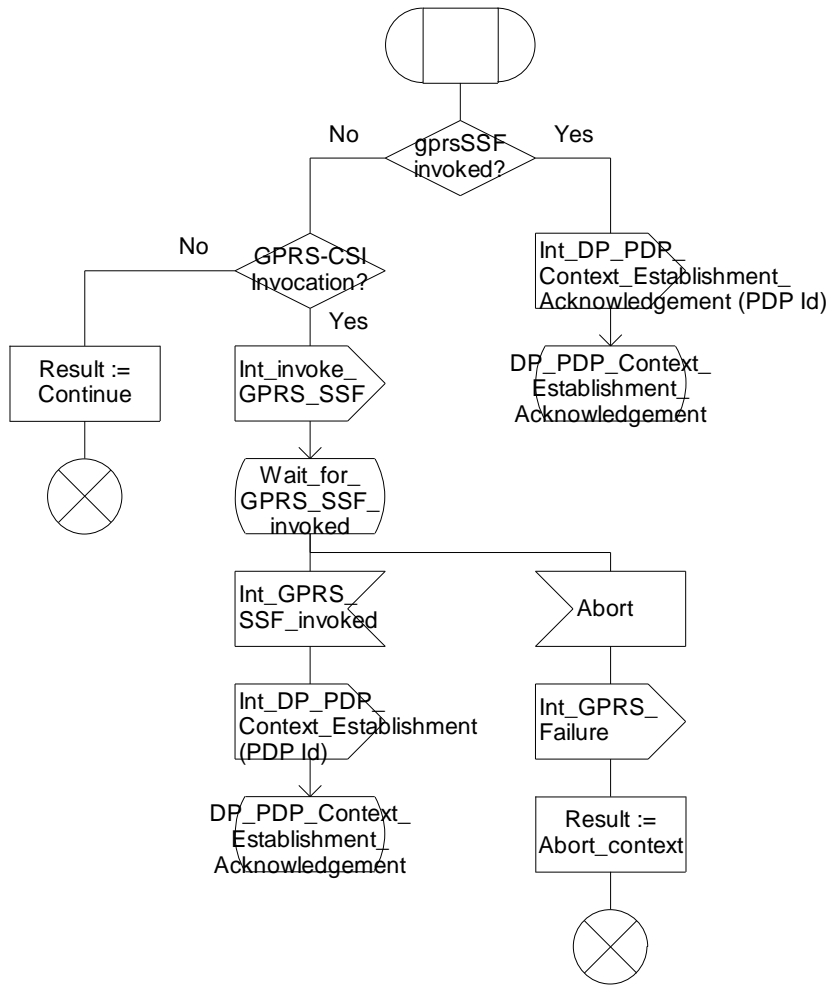 gprsSSF
invoked?
No
Yes
GPRS-CSI
Invocation?
No
Yes
Int_DP_PDP_
Context_Establishment_
Acknowledgement (PDP Id)
Result :=
Continue
Int_invoke_
GPRS_SSF
DP_PDP_Context_
Establishment_
Acknowledgement
Wait_for_
GPRS_SSF_
invoked
Int_GPRS_
SSF_invoked
Abort
Int_DP_PDP_
Context_Establishment
(PDP Id)
Int_GPRS_
Failure
DP_PDP_Context_
Establishment_
Acknowledgement
Result :=
Abort_context